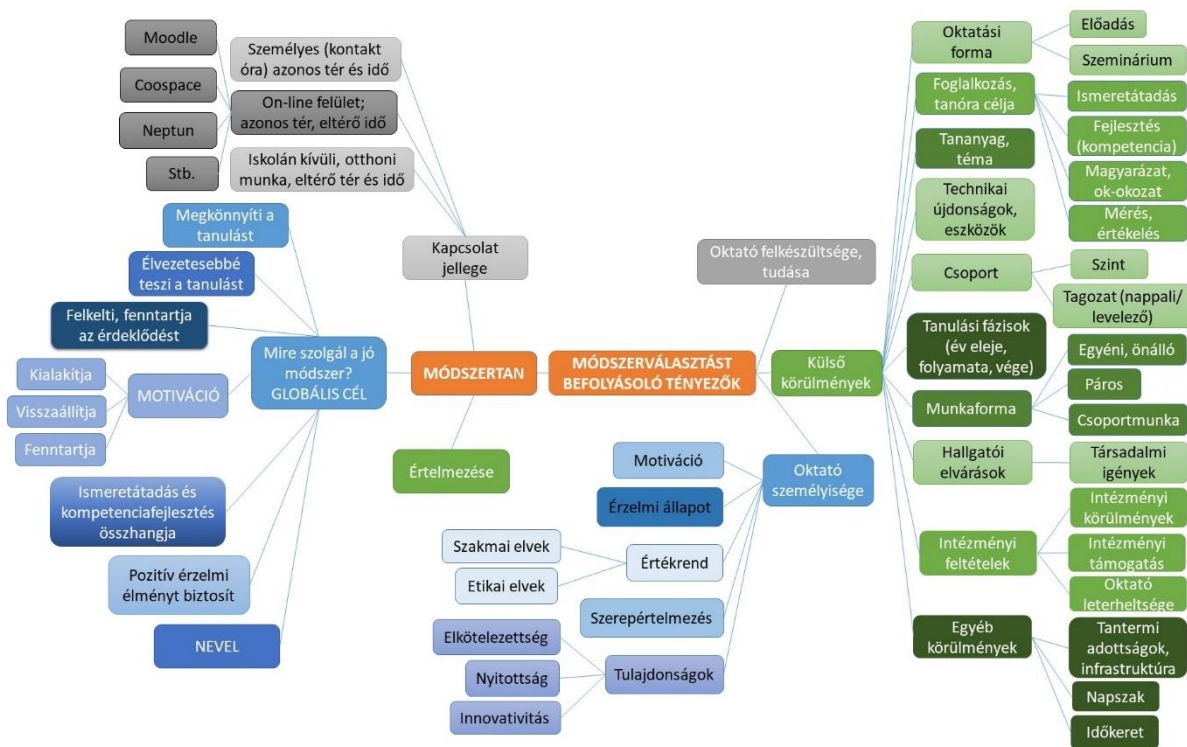 Moodle
Coospace
Neptun
Stb.
Személyes (kontakt
óra) azonos tér és idő
On-line felület;
azonos tér, eltérő idő
Iskolán kívüli, otthoni
munka, eltérő tér és idő
Kapcsolat
jellege
Megkönnyíti a
tanulást
Élvezetesebbé
teszi a tanulást
Felkelti, fenntartja
az érdeklődést
Kialakítja
Visszaállítja
Fenntartja
MOTIVÁCIÓ
Mire szolgál a jó
módszer?
GLOBÁLIS CÉL
Ismeretátadás és
kompetenciafejlesztés
összhangja
Pozitív érzelmi
élményt biztosít
NEVEL
MÓDSZERTAN
Értelmezése
MÓDSZERVÁLASZTÁST
BEFOLYÁSOLÓ TÉNYEZŐK
Oktató felkészültsége,
tudása
Külső
körülmények
Oktató
személyisége
Motiváció
Érzelmi állapot
Szakmai elvek
Etikai elvek
Értékrend
Szerepértelmezés
Elkötelezettség
Nyitottság
Innovativitás
Tulajdonságok
Oktatási
forma
Előadás
Szeminárium
Foglalkozás,
tanóra célja
Ismeretátadás
Fejlesztés
(kompetencia)
Magyarázat,
ok-okozat
Mérés,
értékelés
Tananyag,
téma
Technikai
újdonságok,
eszközök
Csoport
Szint
Tagozat (nappali/
levelező)
Tanulási fázisok
(év eleje,
folyamata, vége)
Munkaforma
Egyéni, önálló
Páros
Csoportmunka
Hallgatói
elvárások
Társadalmi
igények
Intézményi
feltételek
Intézményi
körülmények
Intézményi
támogatás
Oktató
leterheltsége
Egyéb
körülmények
Tantermi
adottságok,
infrastruktúra
Napszak
Időkeret